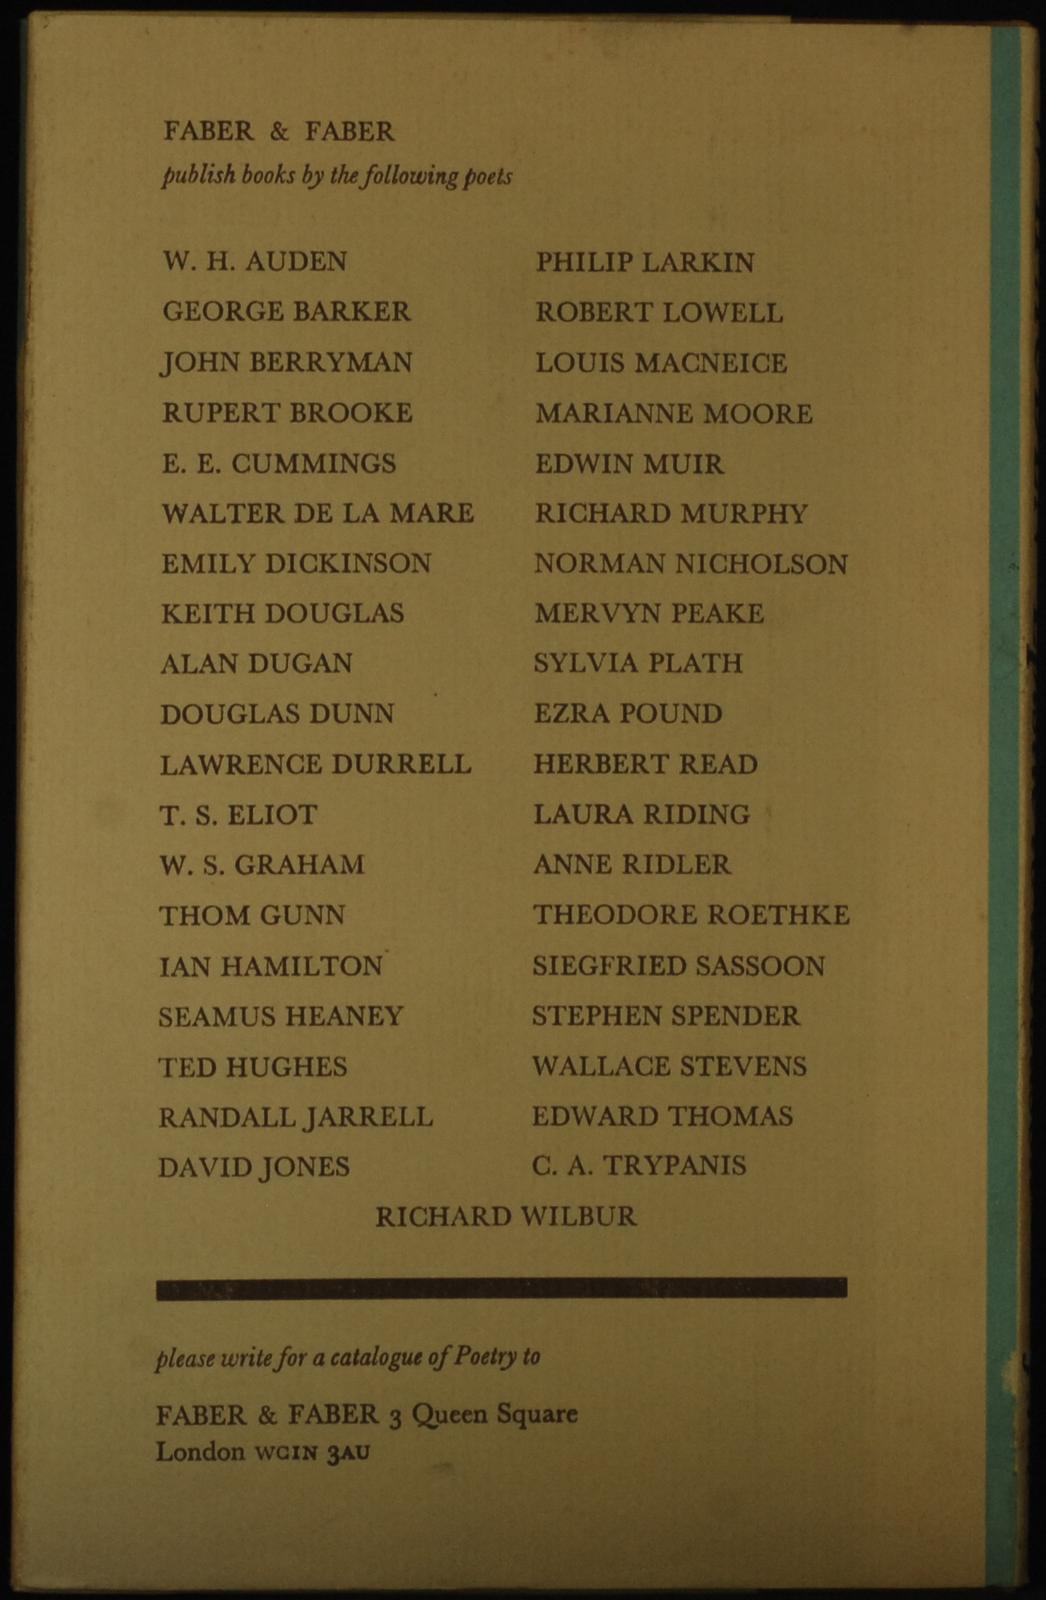 FABER & FABER
publish books by the following poets
W. H. AUDEN
GEORGE BARKER
JOHN BERRYMAN
RUPERT BROOKE
E. E. CUMMINGS
WALTER DE LA MARE
EMILY DICKINSON
KEITH DOUGLAS
ALAN DUGAN
DOUGLAS DUNN
LAWRENCE DURRELL
T. S. ELIOT
W. S. GRAHAM
THOM GUNN
IAN HAMILTON
SEAMUS HEANEY
TED HUGHES
RANDALL JARRELL
DAVID JONES
PHILIP LARKIN
ROBERT LOWELL
LOUIS MACNEICE
MARIANNE MOORE
EDWIN MUIR
RICHARD MURPHY
NORMAN NICHOLSON
MERVYN PEAKE
SYLVIA PLATH
EZRA POUND
HERBERT READ
LAURA RIDING
ANNE RIDLER
THEODORE ROETHKE
SIEGFRIED SASSOON
STEPHEN SPENDER
WALLACE STEVENS
EDWARD THOMAS
C. A. TRYPANIS
RICHARD WILBUR
please write for a catalogue of Poetry to
FABER & FABER 3 Queen Square
London WC1N 3AU